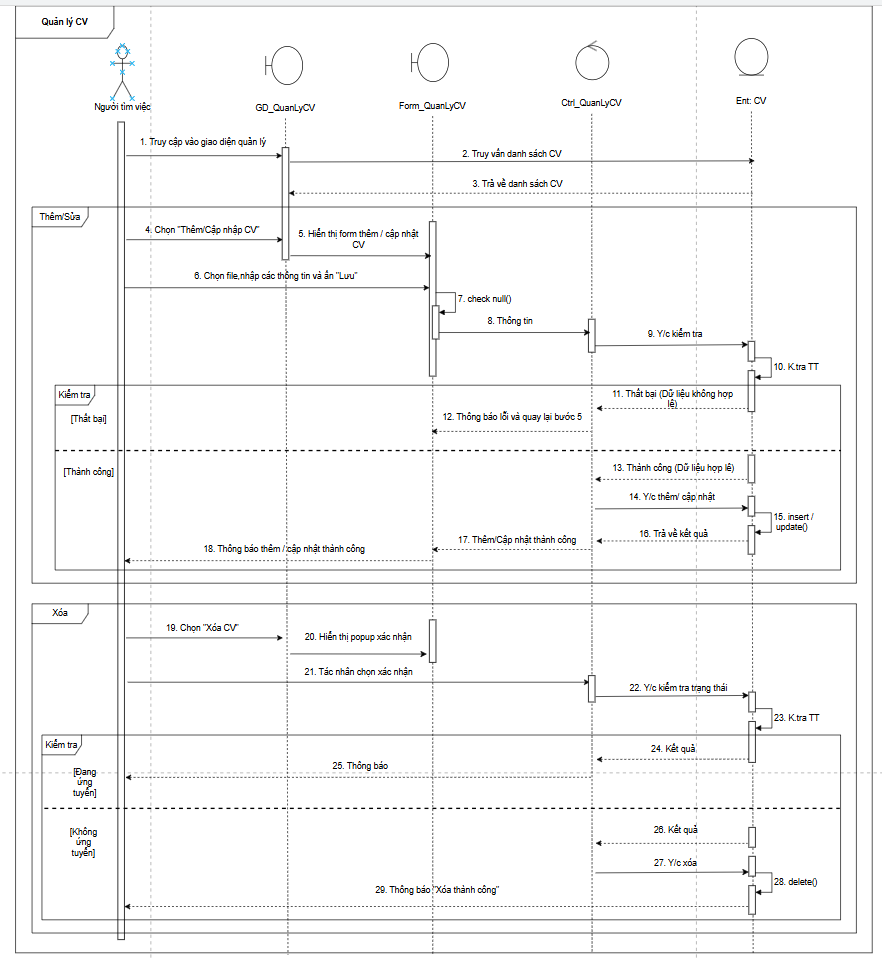 Quản lý CV
Người tìm việc
GD_QuanLyCV
Form_QuanLyCV
Ctrl_QuanLyCV
Ent: CV
1. Truy cập vào giao diện quản lý
2. Truy vấn danh sách CV
3. Trả về danh sách CV
Thêm/Sửa
4. Chọn "Thêm/Cập nhập CV"
5. Hiển thị form thêm / cập nhật
CV
6. Chọn file,nhập các thông tin và ấn "Lưu"
7. check null()
8. Thông tin
9. Y/c kiểm tra
10. K.tra TT
Kiểm tra
[Thất bại]
11. Thất bại (Dữ liệu không hợp
lệ)
12. Thông báo lỗi và quay lại bước 5
[Thành công]
13. Thành công (Dữ liệu hợp lệ)
14. Y/c thêm/ cập nhật
15. insert /
update()
16. Trả về kết quả
17. Thêm/Cập nhật thành công
18. Thông báo thêm / cập nhật thành công
Xóa
19. Chọn "Xóa CV"
20. Hiển thị popup xác nhận
21. Tác nhân chọn xác nhận
22. Y/c kiểm tra trạng thái
23. K.tra TT
Kiểm tra
24. Kết quả
25. Thông báo
[Đang
ứng
tuyển]
[Không
ứng
tuyển]
26. Kết quả
27. Y/c xóa
28. delete()
29. Thông báo "Xóa thành công"